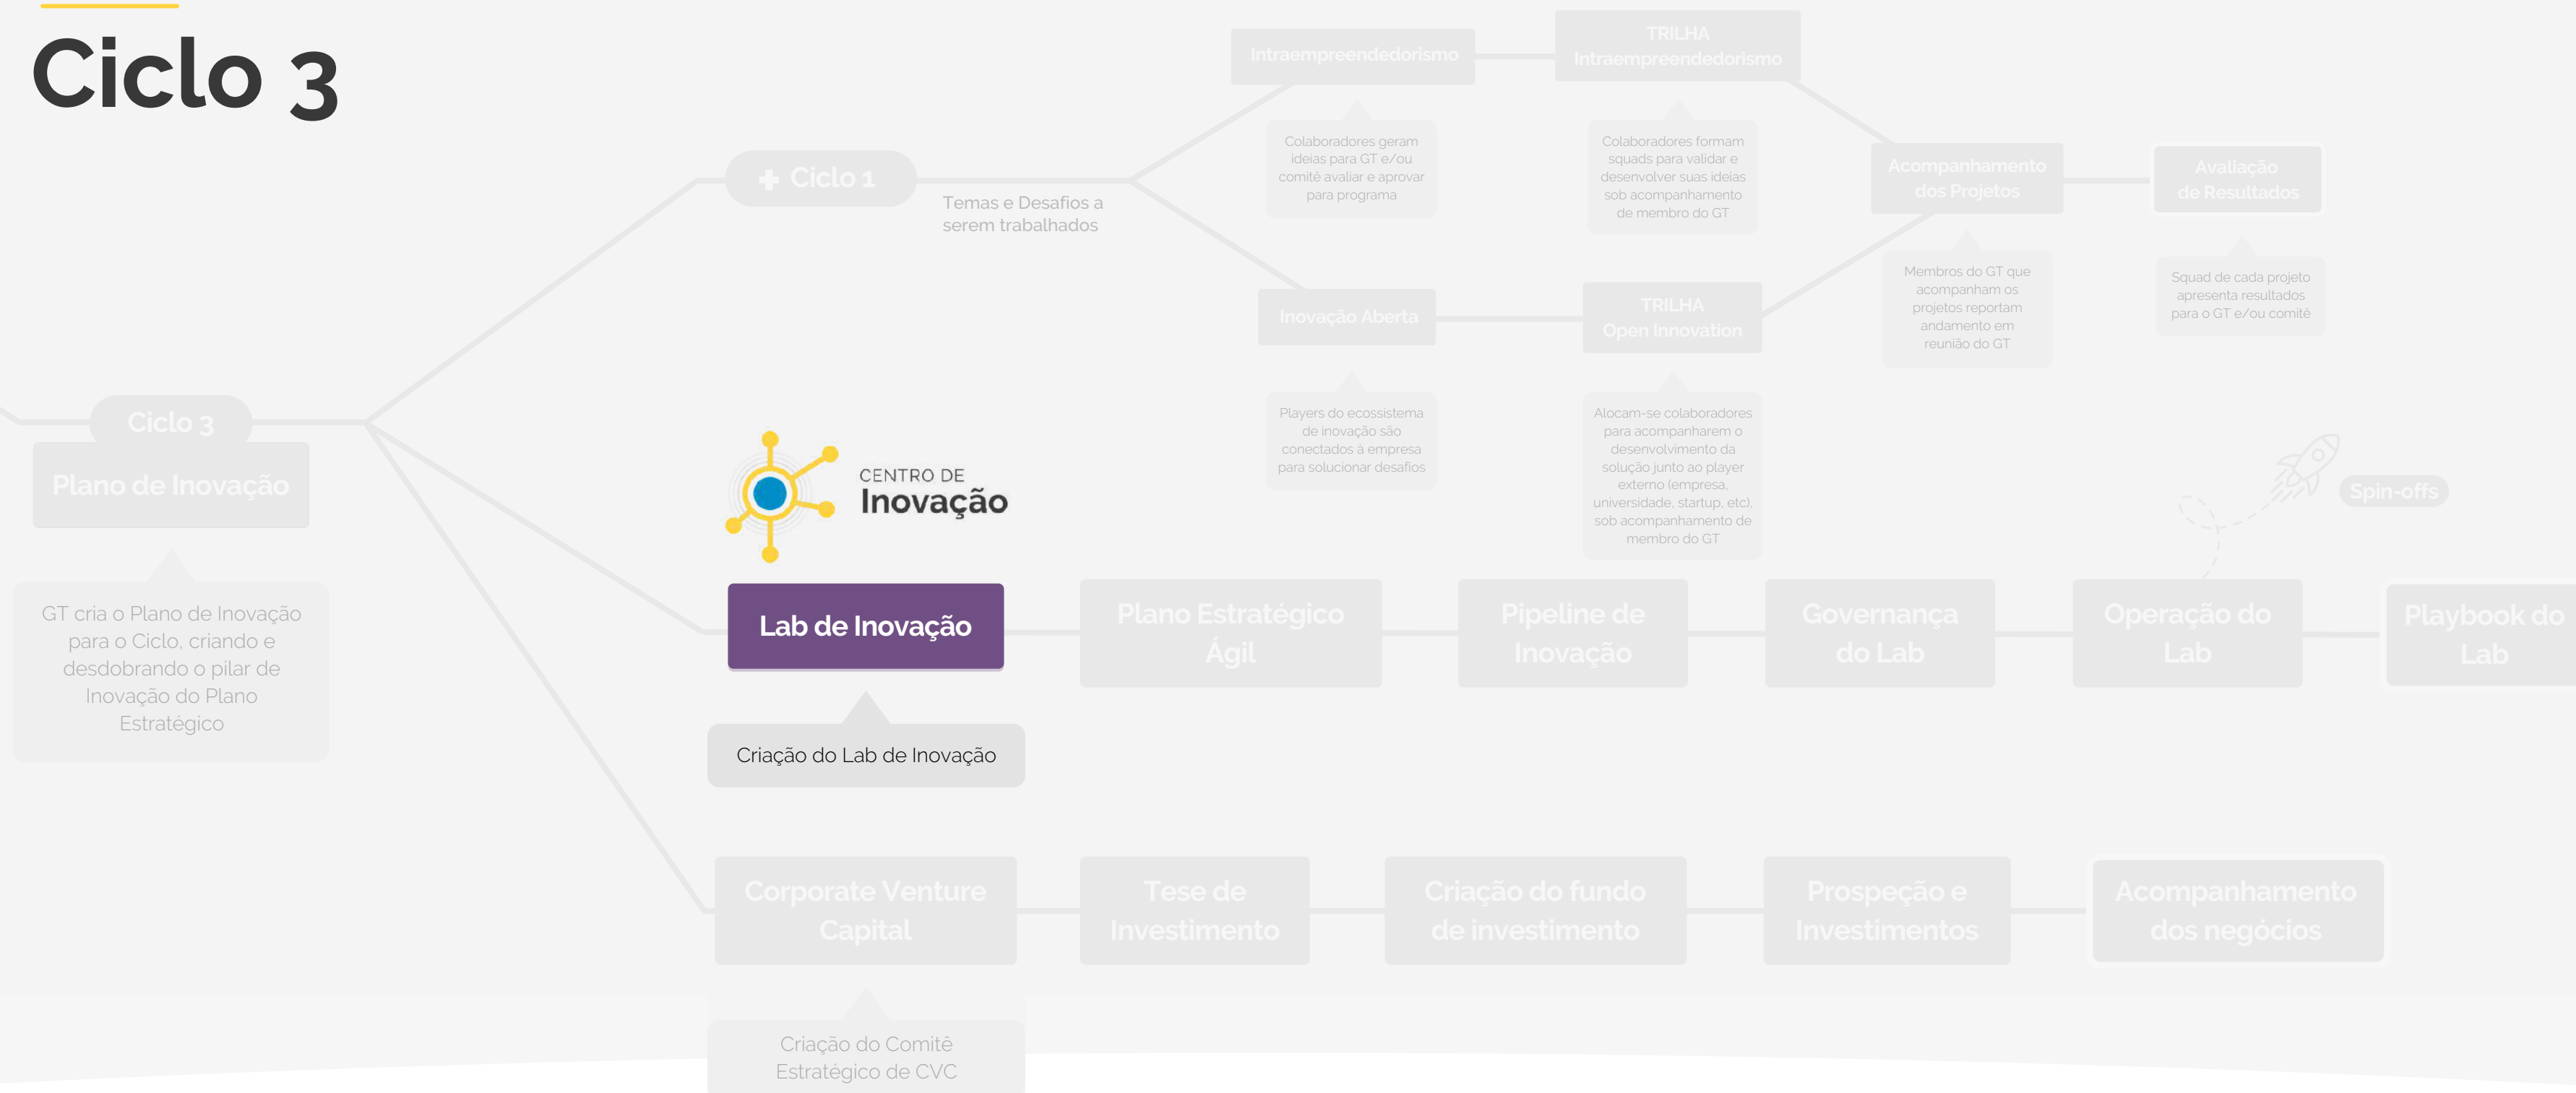 Ciclo 3
Intraempreendedorismo
TRILHA
Intraempreendedorismo
Colaboradores geram
ideias para GT e/ou
comitê avaliar e aprovar
para programa
Colaboradores formam
squads para validar e
desenvolver suas ideias
sob acompanhamento
de membro do GT
+ Ciclo 1
Temas e Desafios a
serem trabalhados
Acompanhamento
dos Projetos
Avaliação
de Resultados
Membros do GT que
acompanham os
projetos reportam
andamento em
reunião do GT
Squad de cada projeto
apresenta resultados
para o GT e/ou comitê
Inovação Aberta
TRILHA
Open Innovation
Players do ecossistema
de inovação são
conectados à empresa
para solucionar desafios
Alocam-se colaboradores
para acompanharem o
desenvolvimento da
solução junto ao player
externo (empresa,
universidade, startup, etc),
sob acompanhamento de
membro do GT
Ciclo 3
Plano de Inovação
GT cria o Plano de Inovação
para o Ciclo, criando e
desdobrando o pilar de
Inovação do Plano
Estratégico
CENTRO DE
Inovação
Spin-offs
Lab de Inovação
Criação do Lab de Inovação
Plano Estratégico
Ágil
Pipeline de
Inovação
Governança
do Lab
Operação do
Lab
Playbook do
Lab
Corporate Venture
Capital
Tese de
Investimento
Criação do fundo
de investimento
Prospeção e
Investimentos
Acompanhamento
dos negócios
Criação do Comitê
Estratégico de CVC